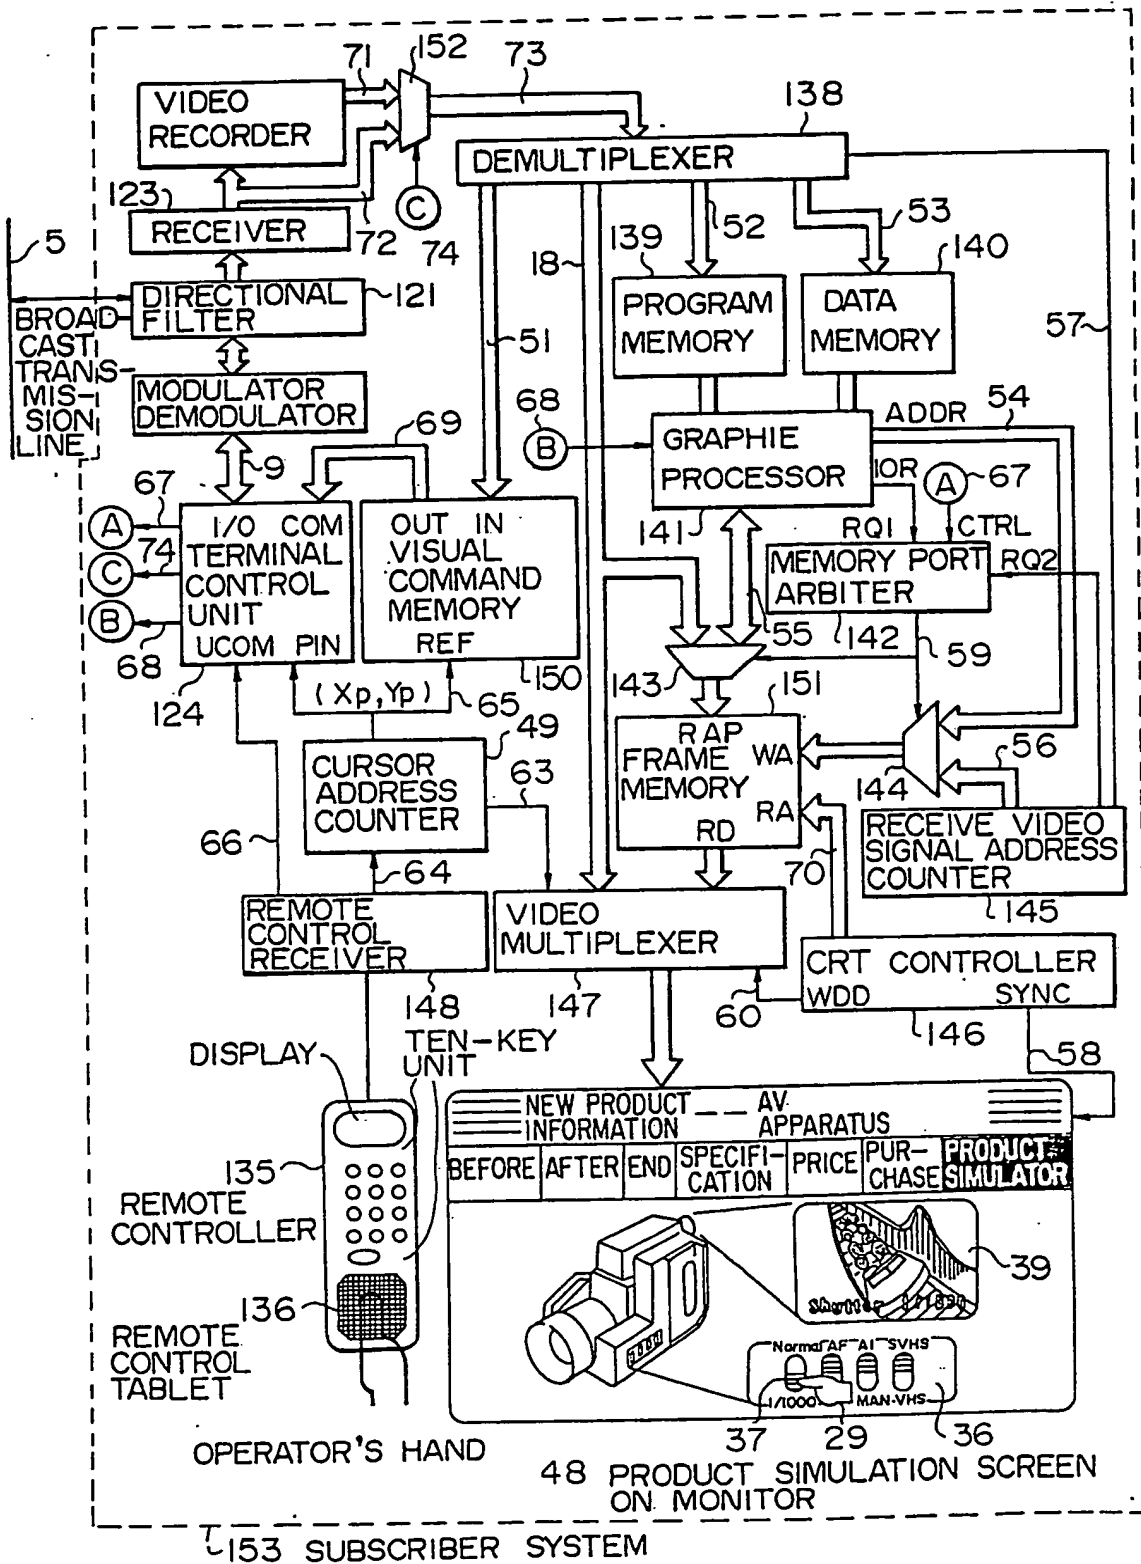 152
71
73
138
VIDEO
RECORDER
DEMULTIPLEXER
123
C
RECEIVER
72
74
5
18
52
53
139
140
DIRECTIONAL
FILTER
121
PROGRAM
MEMORY
DATA
MEMORY
57
BROAD
CAST
TRANS-
MIS-
SION
LINE
51
MODULATOR
DEMODULATOR
69
68
B
ADDR
54
GRAPHIE
PROCESSOR
IOR
A
67
9
67
A
74
C
B
68
I/O COM
TERMINAL
CONTROL
UNIT
UCOM PIN
OUT IN
VISUAL
COMMAND
MEMORY
REF
141
RQ1
CTRL
MEMORY PORT
ARBITER
RQ2
55
142
59
124
(Xp,Yp)
65
150
143
151
49
RAP
FRAME
MEMORY
WA
RA
RD
144
56
CURSOR
ADDRESS
COUNTER
63
66
64
70
RECEIVE VIDEO
SIGNAL ADDRESS
COUNTER
145
REMOTE
CONTROL
RECEIVER
VIDEO
MULTIPLEXER
CRT CONTROLLER
WDD SYNC
148
147
60
146
58
DISPLAY
TEN-KEY
UNIT
NEW PRODUCT
INFORMATION
AV
APPARATUS
135
REMOTE
CONTROLLER
BEFORE
AFTER
END
SPECIFI-
CATION
PRICE
PUR-
CHASE
PRODUCT
SIMULATOR
39
Shutter
136
REMOTE
CONTROL
TABLET
Normal AF AI SVHS
1/1000 MAN-VHS
37
29
36
OPERATOR'S HAND
48 PRODUCT SIMULATION SCREEN
ON MONITOR
153 SUBSCRIBER SYSTEM